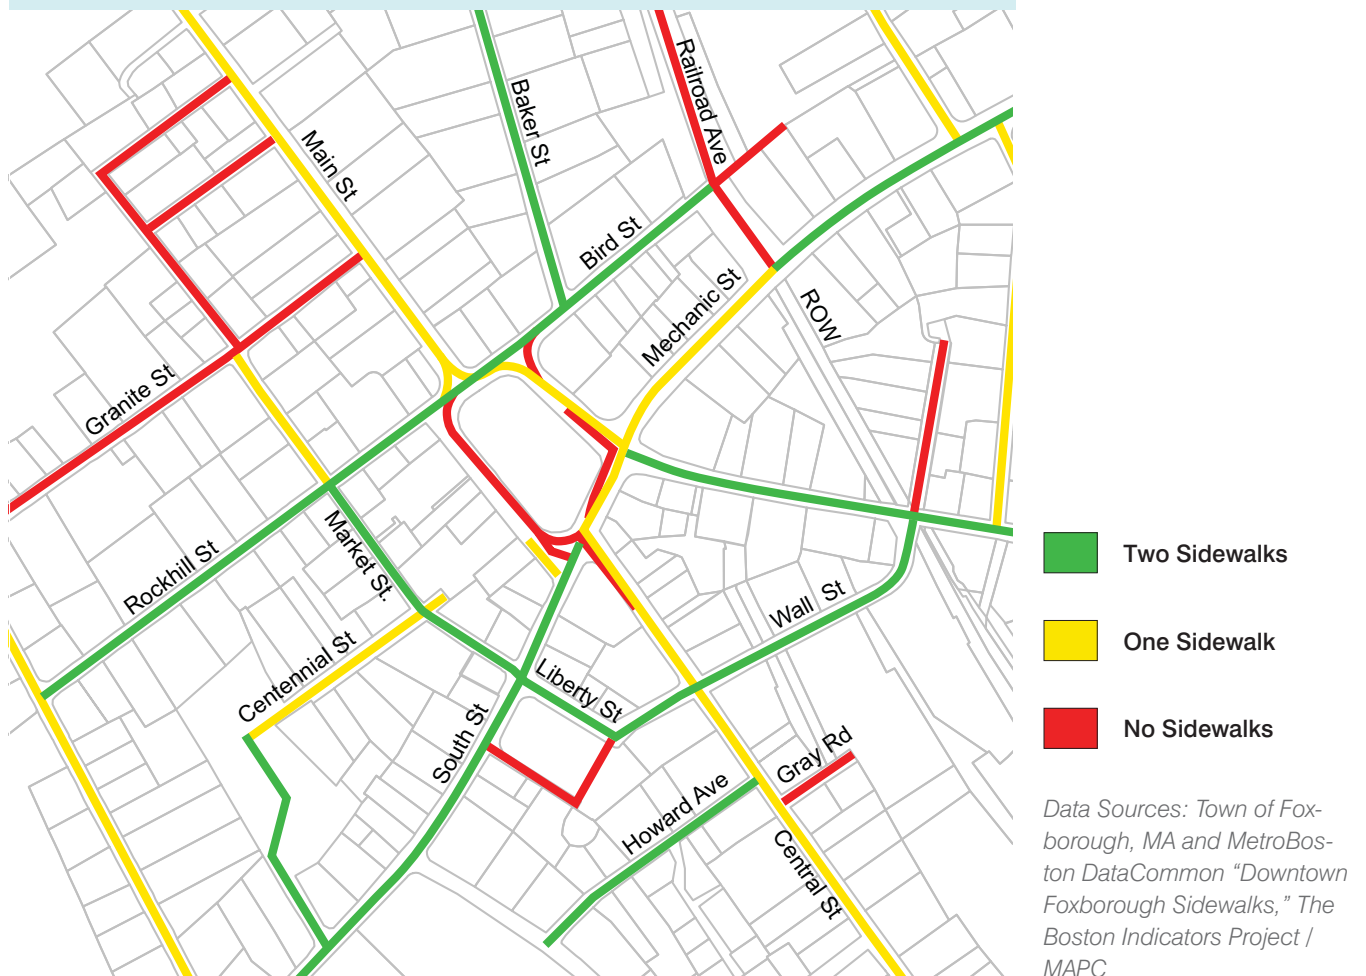 Railroad Ave
Baker St
Main St
Bird St
Mechanic St
ROW
Granite St
Rockhill St
Market St.
Wall St
Centennial St
Liberty St
South St
Gray Rd
Howard Ave
Central St
Two Sidewalks
One Sidewalk
No Sidewalks
Data Sources: Town of Fox-
borough, MA and MetroBos-
ton DataCommon “Downtown
Foxborough Sidewalks,” The
Boston Indicators Project /
MAPC